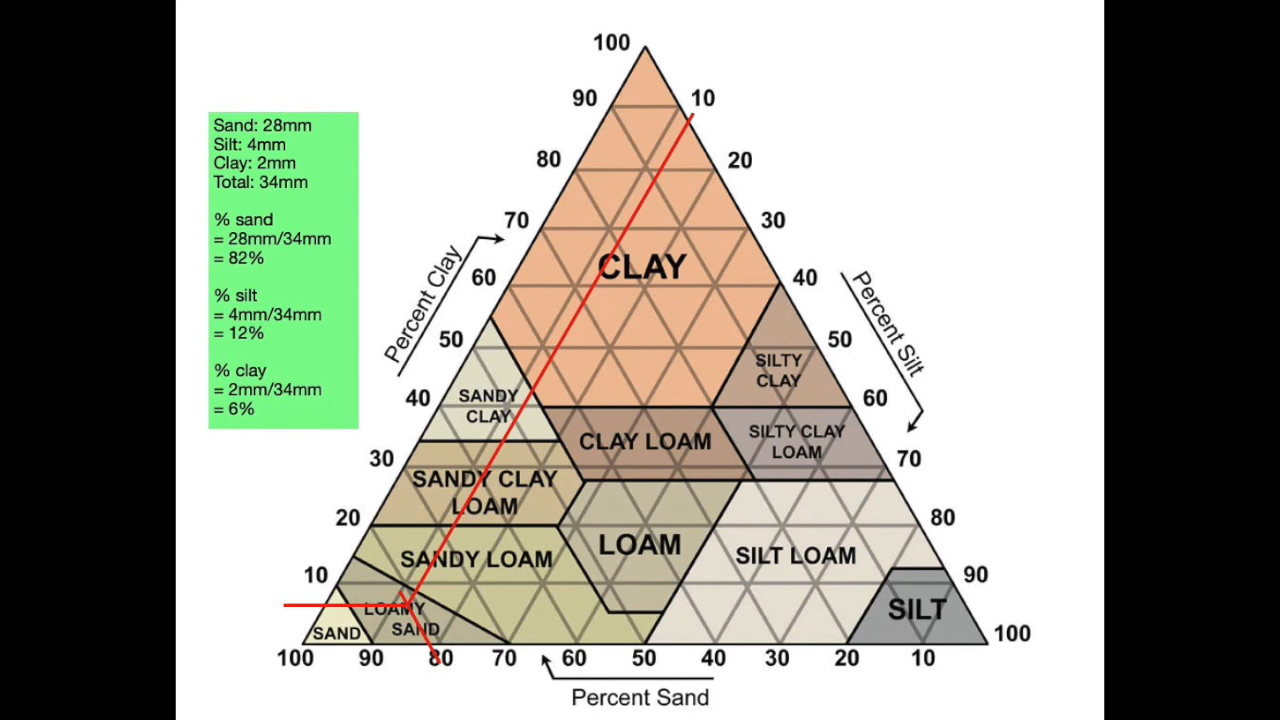 Sand: 28mm
Silt: 4mm
Clay: 2mm
Total: 34mm
% sand
= 28mm/34mm
= 82%
% silt
= 4mm/34mm
= 12%
% clay
= 2mm/34mm
= 6%
100
90
10
80
20
70
30
60
40
50
50
40
60
30
70
20
80
10
90
100
Percent Clay
Percent Silt
CLAY
SILTY
CLAY
SANDY
CLAY
CLAY LOAM
SILTY CLAY
LOAM
SANDY CLAY
LOAM
LOAM
SANDY LOAM
SILT LOAM
SILT
LOAMY
SAND
SAND
100 90 80 70 60 50 40 30 20 10
Percent Sand